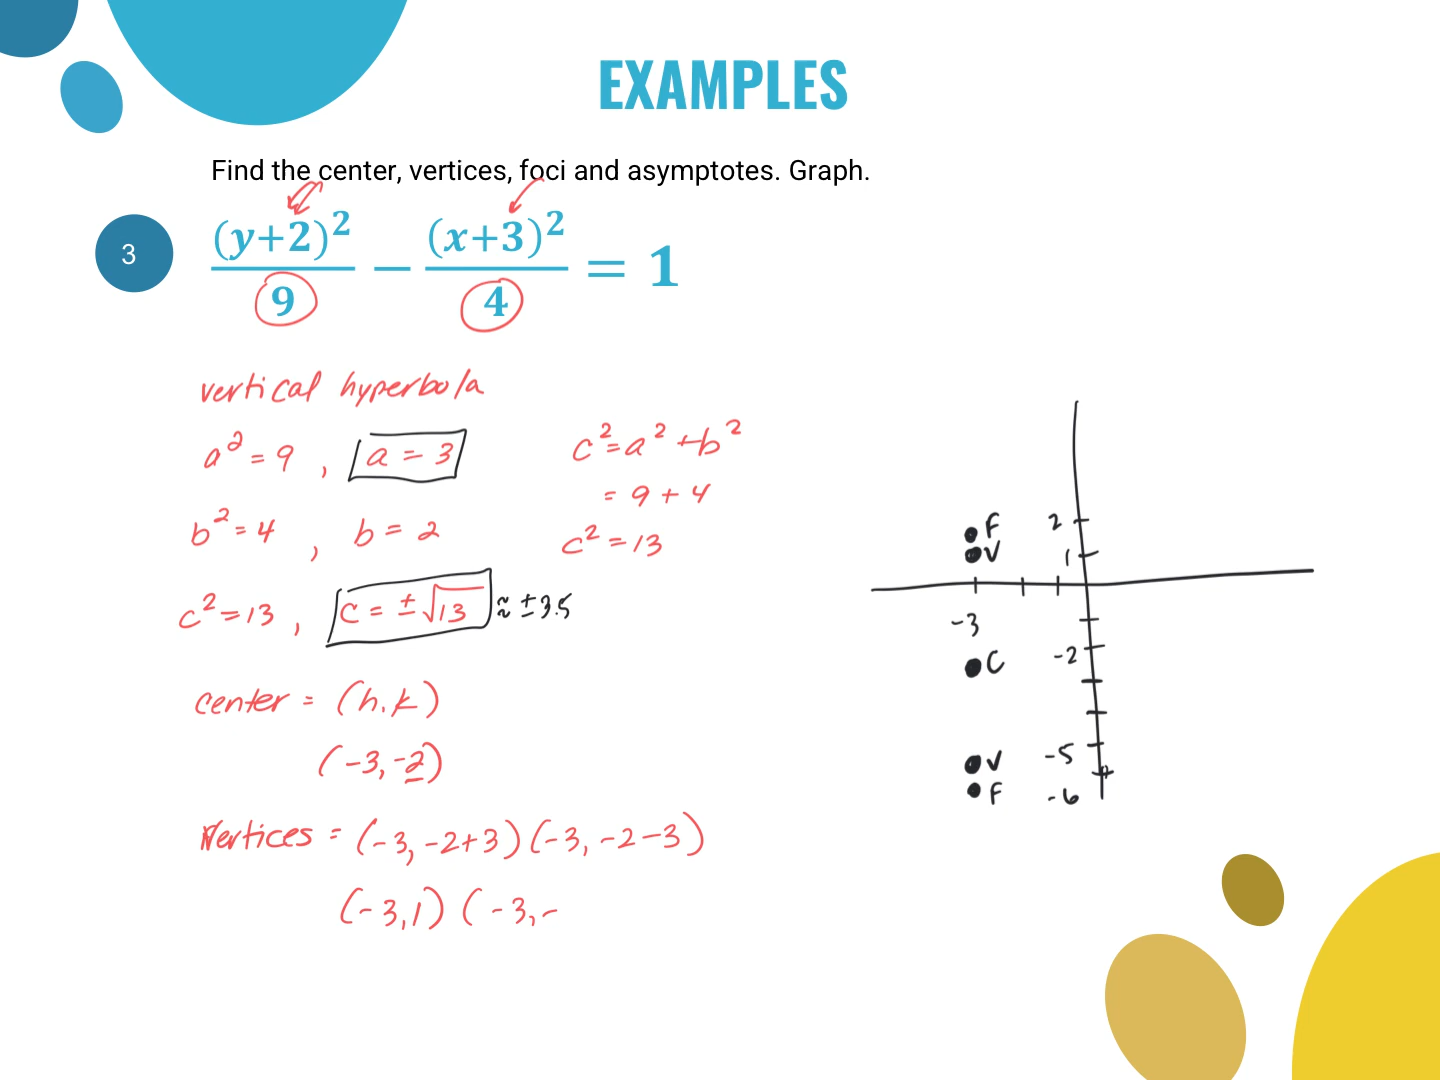 EXAMPLES
Find the center, vertices, foci and asymptotes. Graph.
3
(y+2)²/9 − (x+3)²/4 = 1
vertical hyperbola
a² = 9 , a = 3
c² = a² + b²
= 9 + 4
b² = 4 , b = 2
c² = 13
c² = 13 , c = ±√13 ≈ ±3.5
center = (h, k)
(-3, -2)
Vertices = (-3, -2+3) (-3, -2-3)
(-3, 1) (-3, -
2 F
1 V
-3
-2 C
-5 V
-6 F